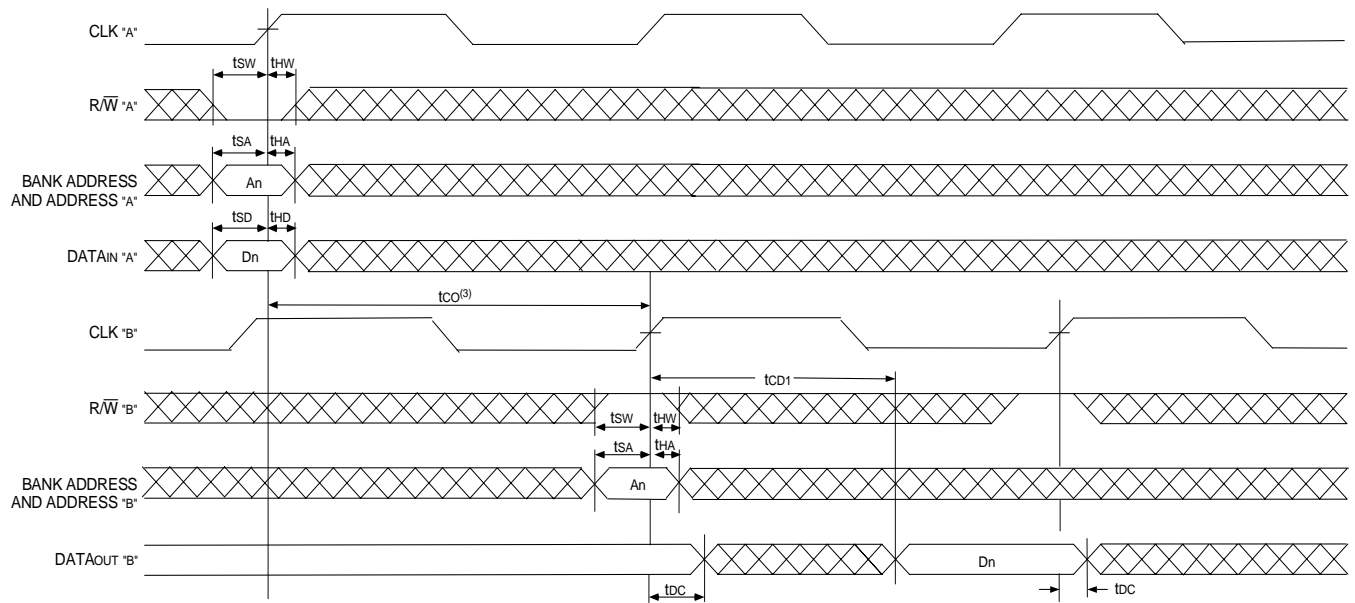 CLK "A"
tSW tHW
R/W̅ "A"
tSA tHA
BANK ADDRESS
AND ADDRESS "A"
An
tSD tHD
DATAIN "A"
Dn
tCO(3)
CLK "B"
tCD1
R/W̅ "B"
tSW tHW
tSA tHA
BANK ADDRESS
AND ADDRESS "B"
An
DATAOUT "B"
Dn
tDC
tDC